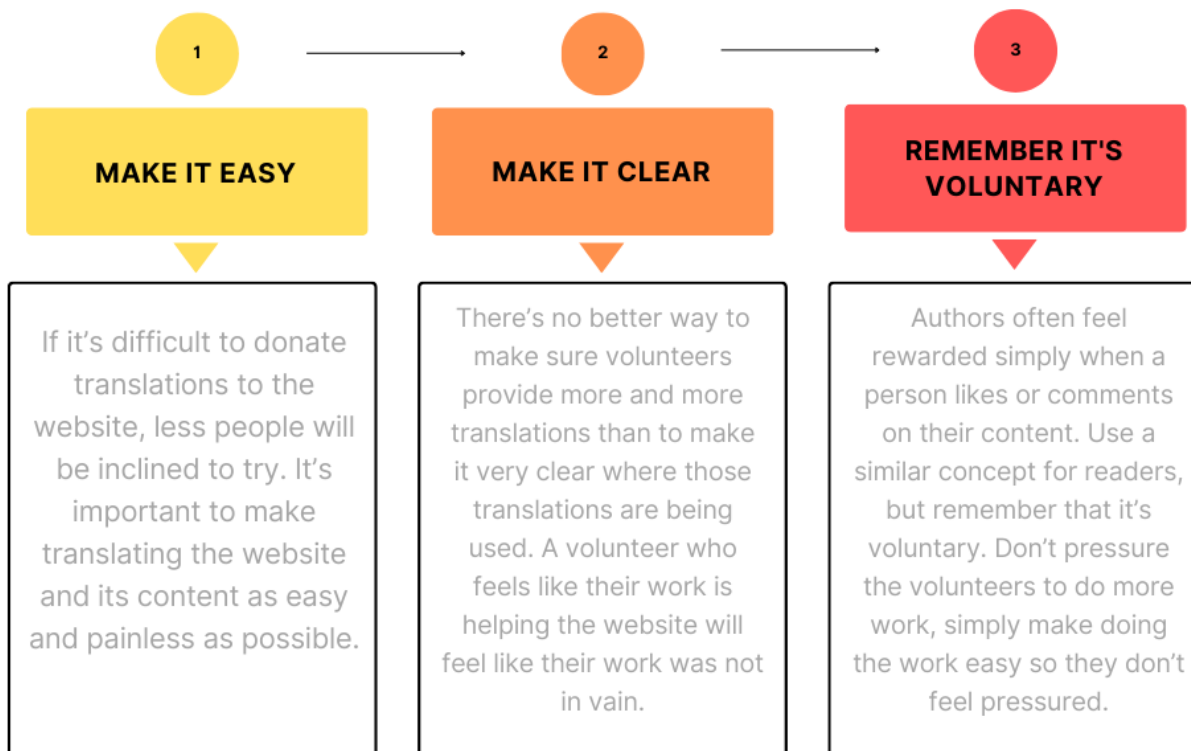 1
2
3
MAKE IT EASY
MAKE IT CLEAR
REMEMBER IT'S
VOLUNTARY
If it’s difficult to donate
translations to the
website, less people will
be inclined to try. It’s
important to make
translating the website
and its content as easy
and painless as possible.
There’s no better way to
make sure volunteers
provide more and more
translations than to make
it very clear where those
translations are being
used. A volunteer who
feels like their work is
helping the website will
feel like their work was not
in vain.
Authors often feel
rewarded simply when a
person likes or comments
on their content. Use a
similar concept for readers,
but remember that it’s
voluntary. Don’t pressure
the volunteers to do more
work, simply make doing
the work easy so they don’t
feel pressured.